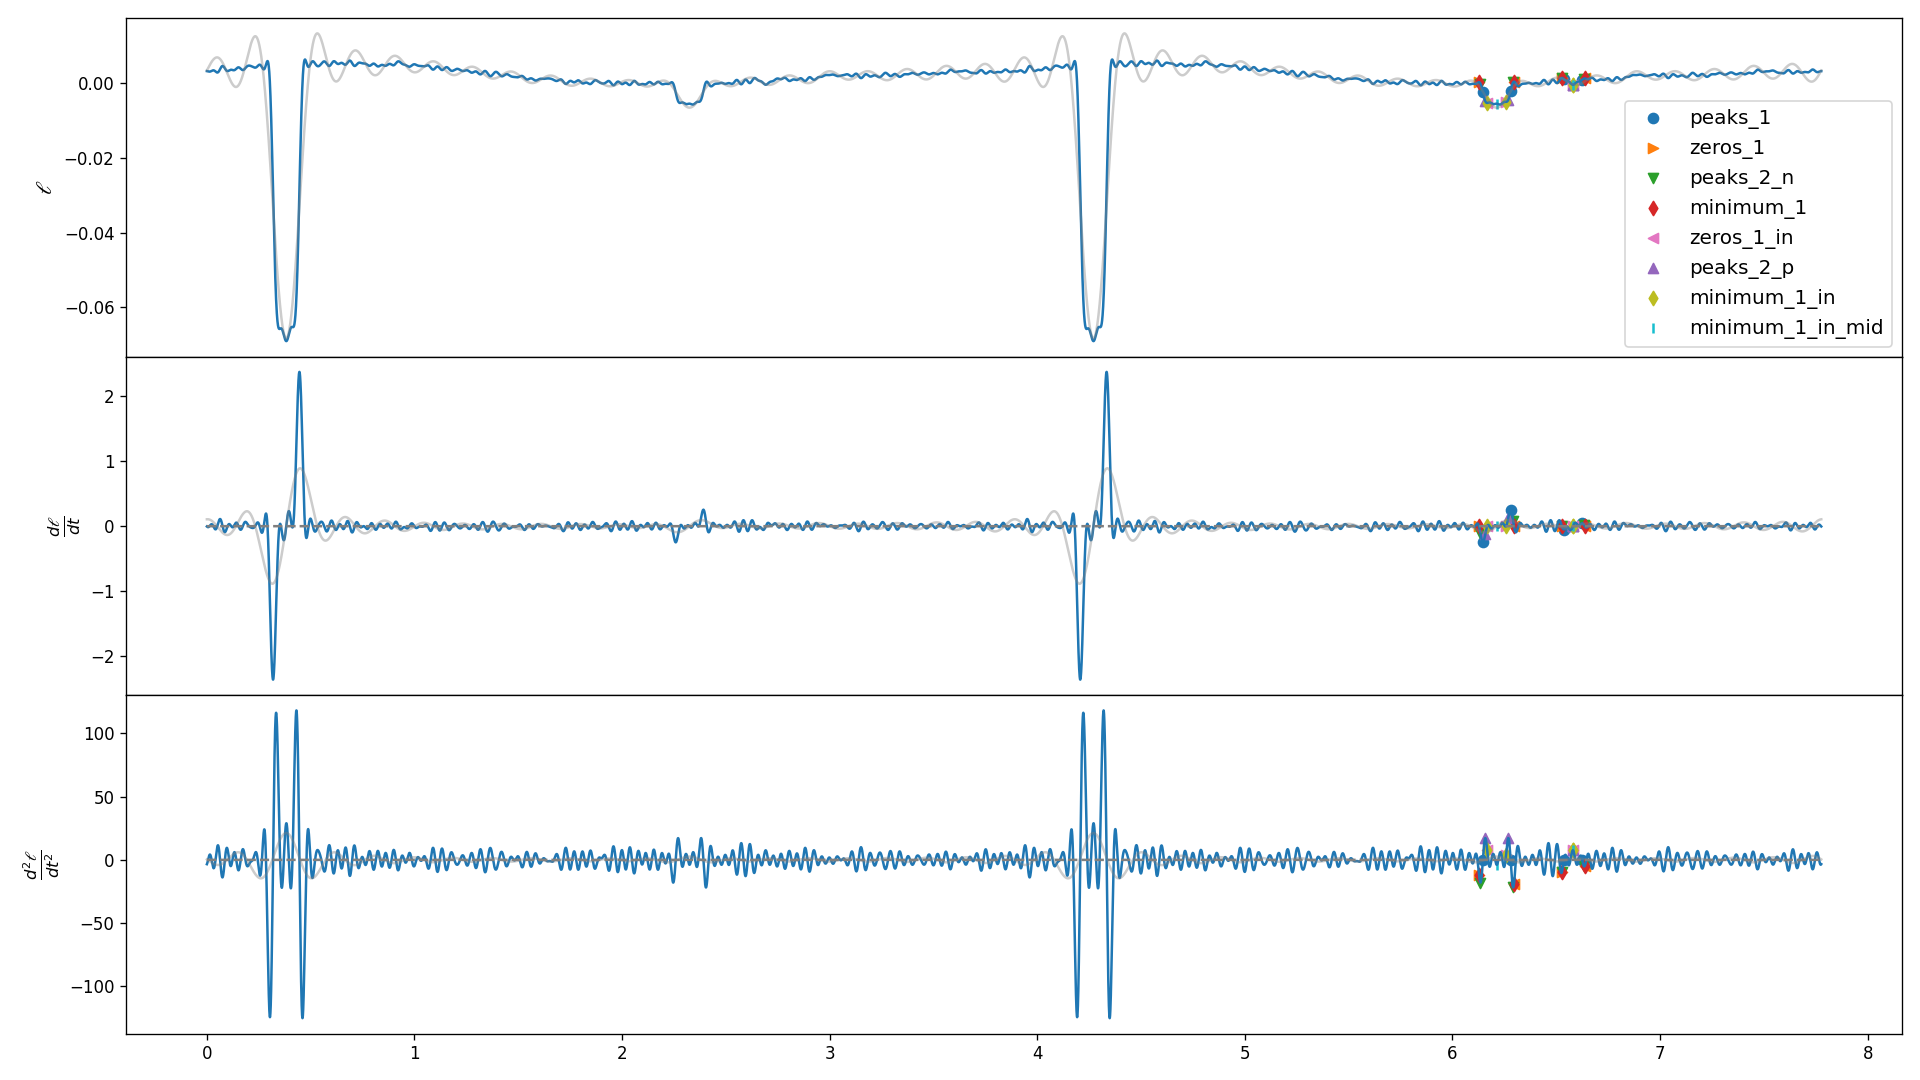 0.00
−0.02
−0.04
−0.06
ℓ
peaks_1
zeros_1
peaks_2_n
minimum_1
zeros_1_in
peaks_2_p
minimum_1_in
minimum_1_in_mid
2
1
0
−1
−2
dℓ/dt
100
50
0
−50
−100
d²ℓ/dt²
0 1 2 3 4 5 6 7 8